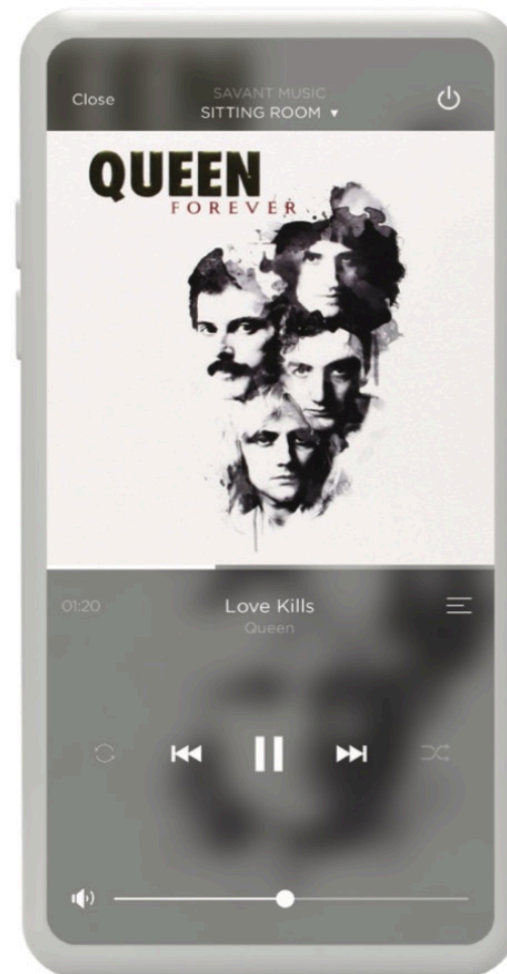 Close
SAVANT MUSIC
SITTING ROOM ▼
QUEEN
FOREVER
01:20
Love Kills
Queen